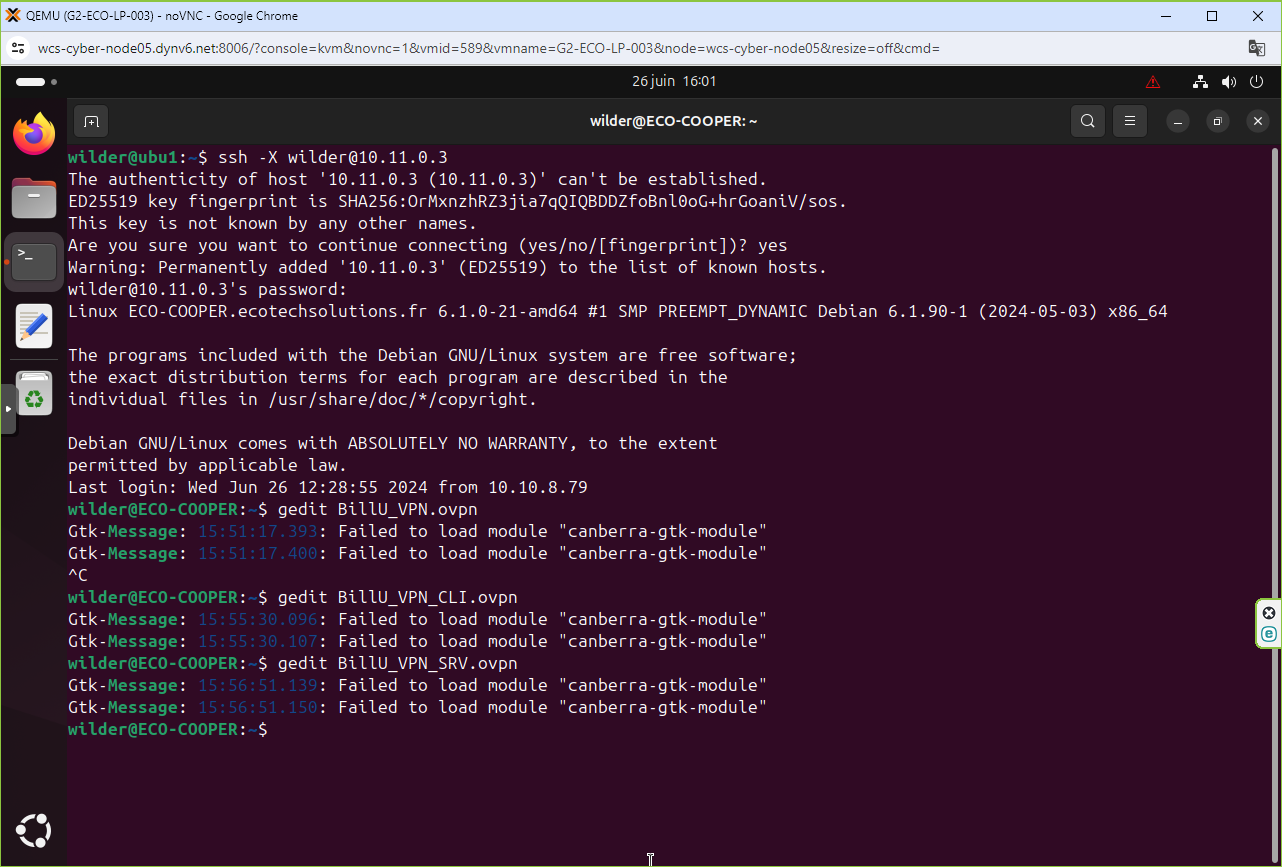 QEMU (G2-ECO-LP-003) - noVNC - Google Chrome
wcs-cyber-node05.dynv6.net:8006/?console=kvm&novnc=1&vmid=589&vmname=G2-ECO-LP-003&node=wcs-cyber-node05&resize=off&cmd=
26 juin 16:01
wilder@ECO-COOPER: ~
wilder@ubu1:~$ ssh -X wilder@10.11.0.3
The authenticity of host '10.11.0.3 (10.11.0.3)' can't be established.
ED25519 key fingerprint is SHA256:OrMxnzhRZ3jia7qQIQBDDZfoBnl0oG+hrGoaniV/sos.
This key is not known by any other names.
Are you sure you want to continue connecting (yes/no/[fingerprint])? yes
Warning: Permanently added '10.11.0.3' (ED25519) to the list of known hosts.
wilder@10.11.0.3's password:
Linux ECO-COOPER.ecotechsolutions.fr 6.1.0-21-amd64 #1 SMP PREEMPT_DYNAMIC Debian 6.1.90-1 (2024-05-03) x86_64
The programs included with the Debian GNU/Linux system are free software;
the exact distribution terms for each program are described in the
individual files in /usr/share/doc/*/copyright.
Debian GNU/Linux comes with ABSOLUTELY NO WARRANTY, to the extent
permitted by applicable law.
Last login: Wed Jun 26 12:28:55 2024 from 10.10.8.79
wilder@ECO-COOPER:~$ gedit BillU_VPN.ovpn
Gtk-Message: 15:51:17.393: Failed to load module "canberra-gtk-module"
Gtk-Message: 15:51:17.400: Failed to load module "canberra-gtk-module"
^C
wilder@ECO-COOPER:~$ gedit BillU_VPN_CLI.ovpn
Gtk-Message: 15:55:30.096: Failed to load module "canberra-gtk-module"
Gtk-Message: 15:55:30.107: Failed to load module "canberra-gtk-module"
wilder@ECO-COOPER:~$ gedit BillU_VPN_SRV.ovpn
Gtk-Message: 15:56:51.139: Failed to load module "canberra-gtk-module"
Gtk-Message: 15:56:51.150: Failed to load module "canberra-gtk-module"
wilder@ECO-COOPER:~$